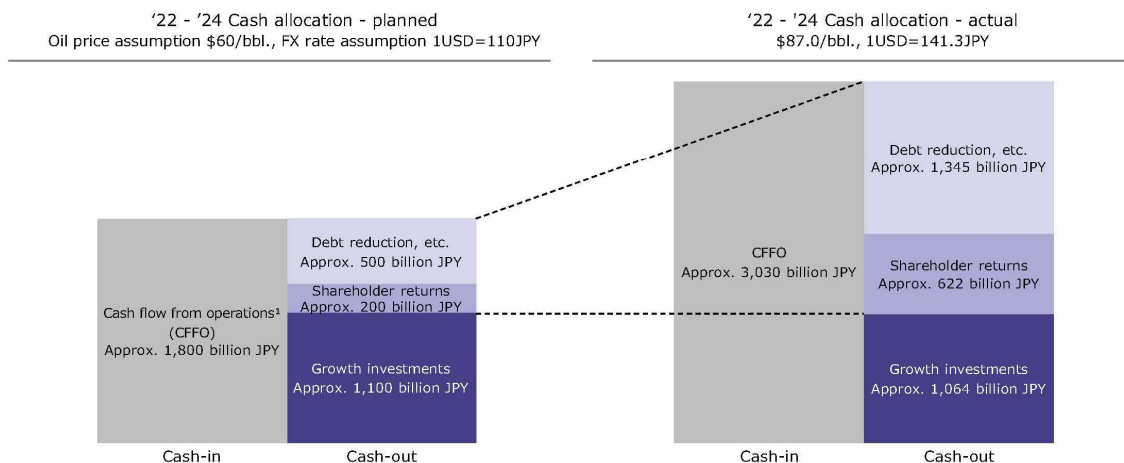 ‘22 - '24 Cash allocation - planned
Oil price assumption $60/bbl., FX rate assumption 1USD=110JPY
Debt reduction, etc.
Approx. 500 billion JPY
Shareholder returns
Approx. 200 billion JPY
Cash flow from operations¹
(CFFO)
Approx. 1,800 billion JPY
Growth investments
Approx. 1,100 billion JPY
Cash-in
Cash-out
‘22 - '24 Cash allocation - actual
$87.0/bbl., 1USD=141.3JPY
Debt reduction, etc.
Approx. 1,345 billion JPY
CFFO
Approx. 3,030 billion JPY
Shareholder returns
Approx. 622 billion JPY
Growth investments
Approx. 1,064 billion JPY
Cash-in
Cash-out